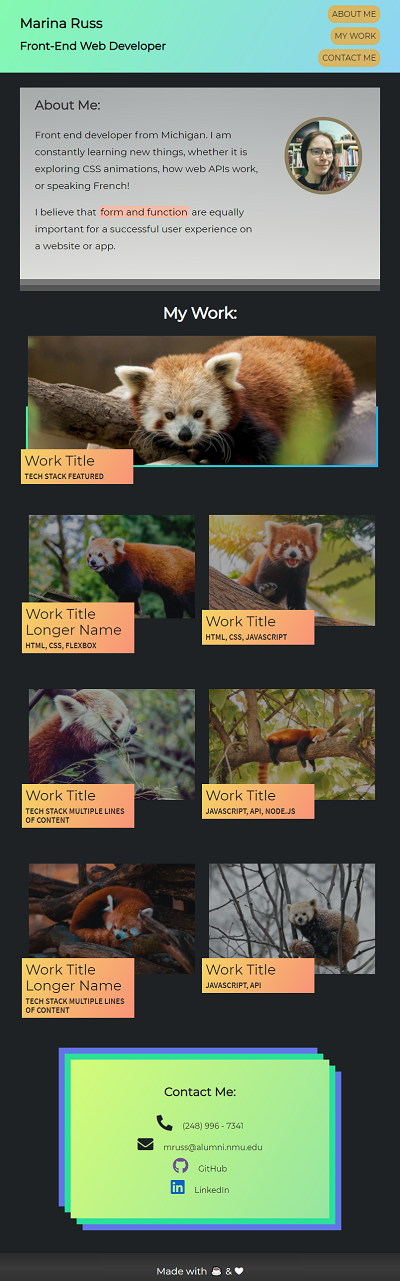 Marina Russ
Front-End Web Developer
ABOUT ME
MY WORK
CONTACT ME
About Me:
Front end developer from Michigan. I am
constantly learning new things, whether it is
exploring CSS animations, how web APIs work,
or speaking French!
I believe that form and function are equally
important for a successful user experience on
a website or app.
My Work:
Work Title
TECH STACK FEATURED
Work Title
Longer Name
HTML, CSS, FLEXBOX
Work Title
HTML, CSS, JAVASCRIPT
Work Title
TECH STACK MULTIPLE LINES
OF CONTENT
Work Title
JAVASCRIPT, API, NODE.JS
Work Title
Longer Name
TECH STACK MULTIPLE LINES
OF CONTENT
Work Title
JAVASCRIPT, API
Contact Me:
(248) 996 - 7341
mruss@alumni.nmu.edu
GitHub
LinkedIn
Made with ☕ & ♥